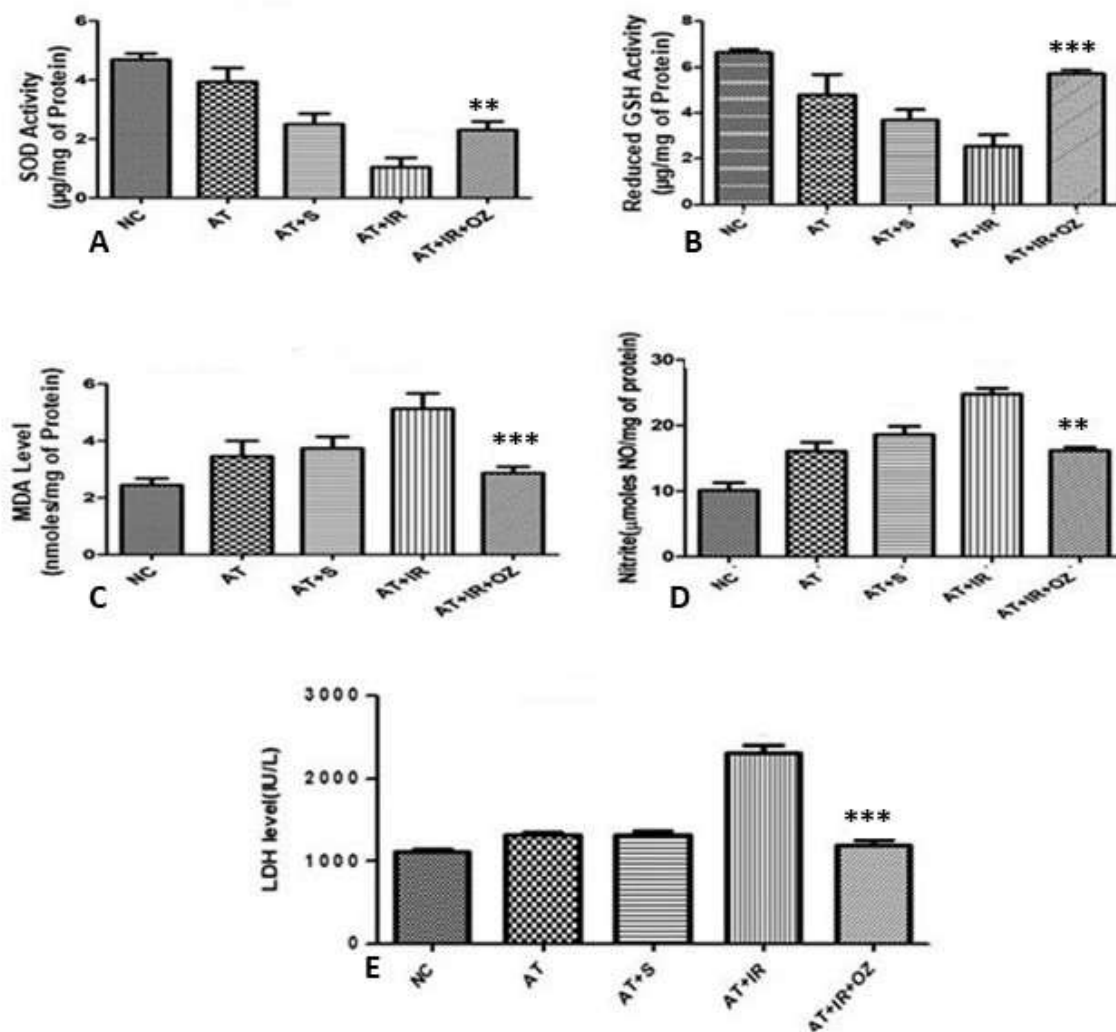 6
4
2
0
SOD Activity
(µg/mg of Protein)
**
NC
AT
AT+S
AT+IR
AT+IR+OZ
A
8
6
4
2
0
Reduced GSH Activity
(µg/mg of Protein)
***
NC
AT
AT+S
AT+IR
AT+IR+OZ
B
6
4
2
0
MDA Level
(nmoles/mg of Protein)
***
NC
AT
AT+S
AT+IR
AT+IR+OZ
C
30
20
10
0
Nitrite(µmoles NO/mg of protein)
**
NC
AT
AT+S
AT+IR
AT+IR+OZ
D
3000
2000
1000
0
LDH level(IU/L)
***
NC
AT
AT+S
AT+IR
AT+IR+OZ
E